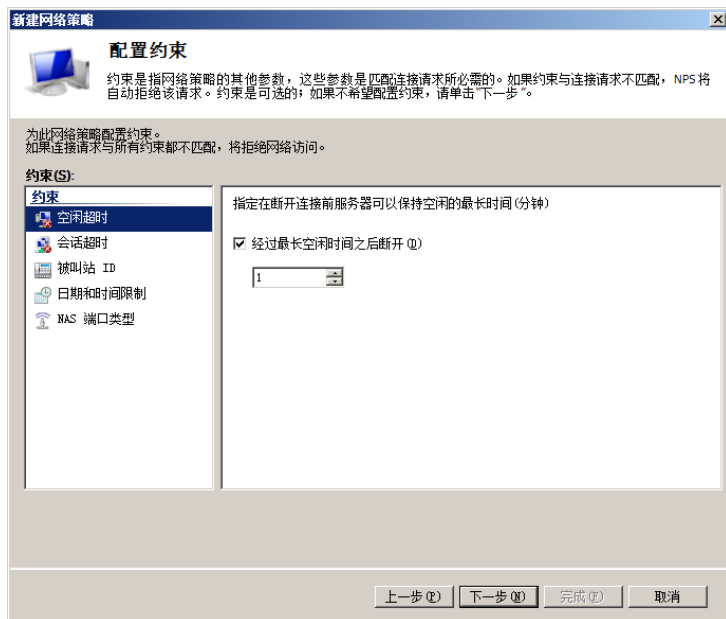 新建网络策略
配置约束
约束是指网络策略的其他参数，这些参数是匹配连接请求所必需的。如果约束与连接请求不匹配，NPS将
自动拒绝该请求。约束是可选的；如果不希望配置约束，请单击“下一步”。
为此网络策略配置约束。
如果连接请求与所有约束都不匹配，将拒绝网络访问。
约束(S):
约束
空闲超时
会话超时
被叫站 ID
日期和时间限制
NAS 端口类型
指定在断开连接前服务器可以保持空闲的最长时间(分钟)
经过最长空闲时间之后断开(D)
1
上一步(P)
下一步(N)
完成(F)
取消